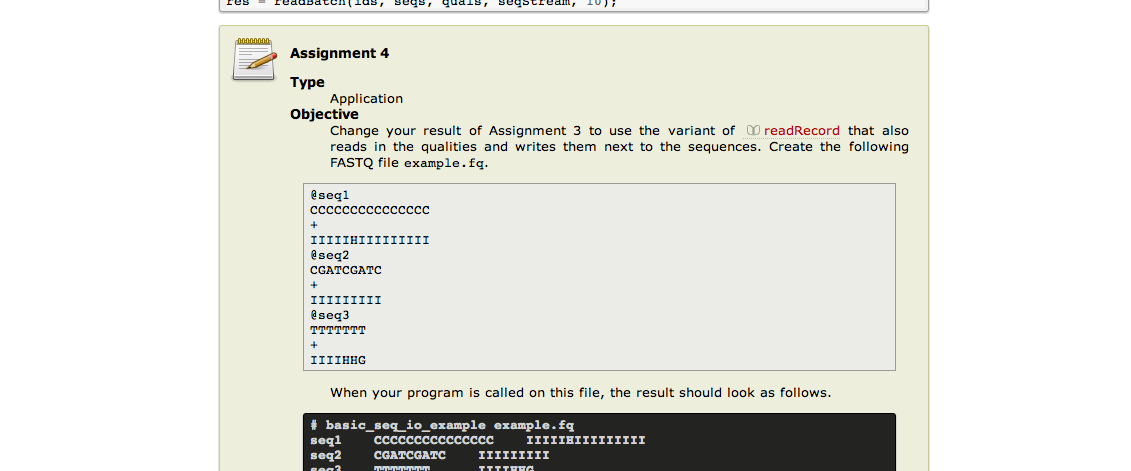 res = readBatch(ids, seqs, quals, seqStream, 10);
Assignment 4
Type
Application
Objective
Change your result of Assignment 3 to use the variant of readRecord that also
reads in the qualities and writes them next to the sequences. Create the following
FASTQ file example.fq.
@seq1
CCCCCCCCCCCCCCC
+
IIIIIHIIIIIIIII
@seq2
CGATCGATC
+
IIIIIIIII
@seq3
TTTTTTT
+
IIIIHHG
When your program is called on this file, the result should look as follows.
# basic_seq_io_example example.fq
seq1    CCCCCCCCCCCCCCC    IIIIIHIIIIIIIII
seq2    CGATCGATC    IIIIIIIII
seq3    TTTTTTT      IIIIHHG